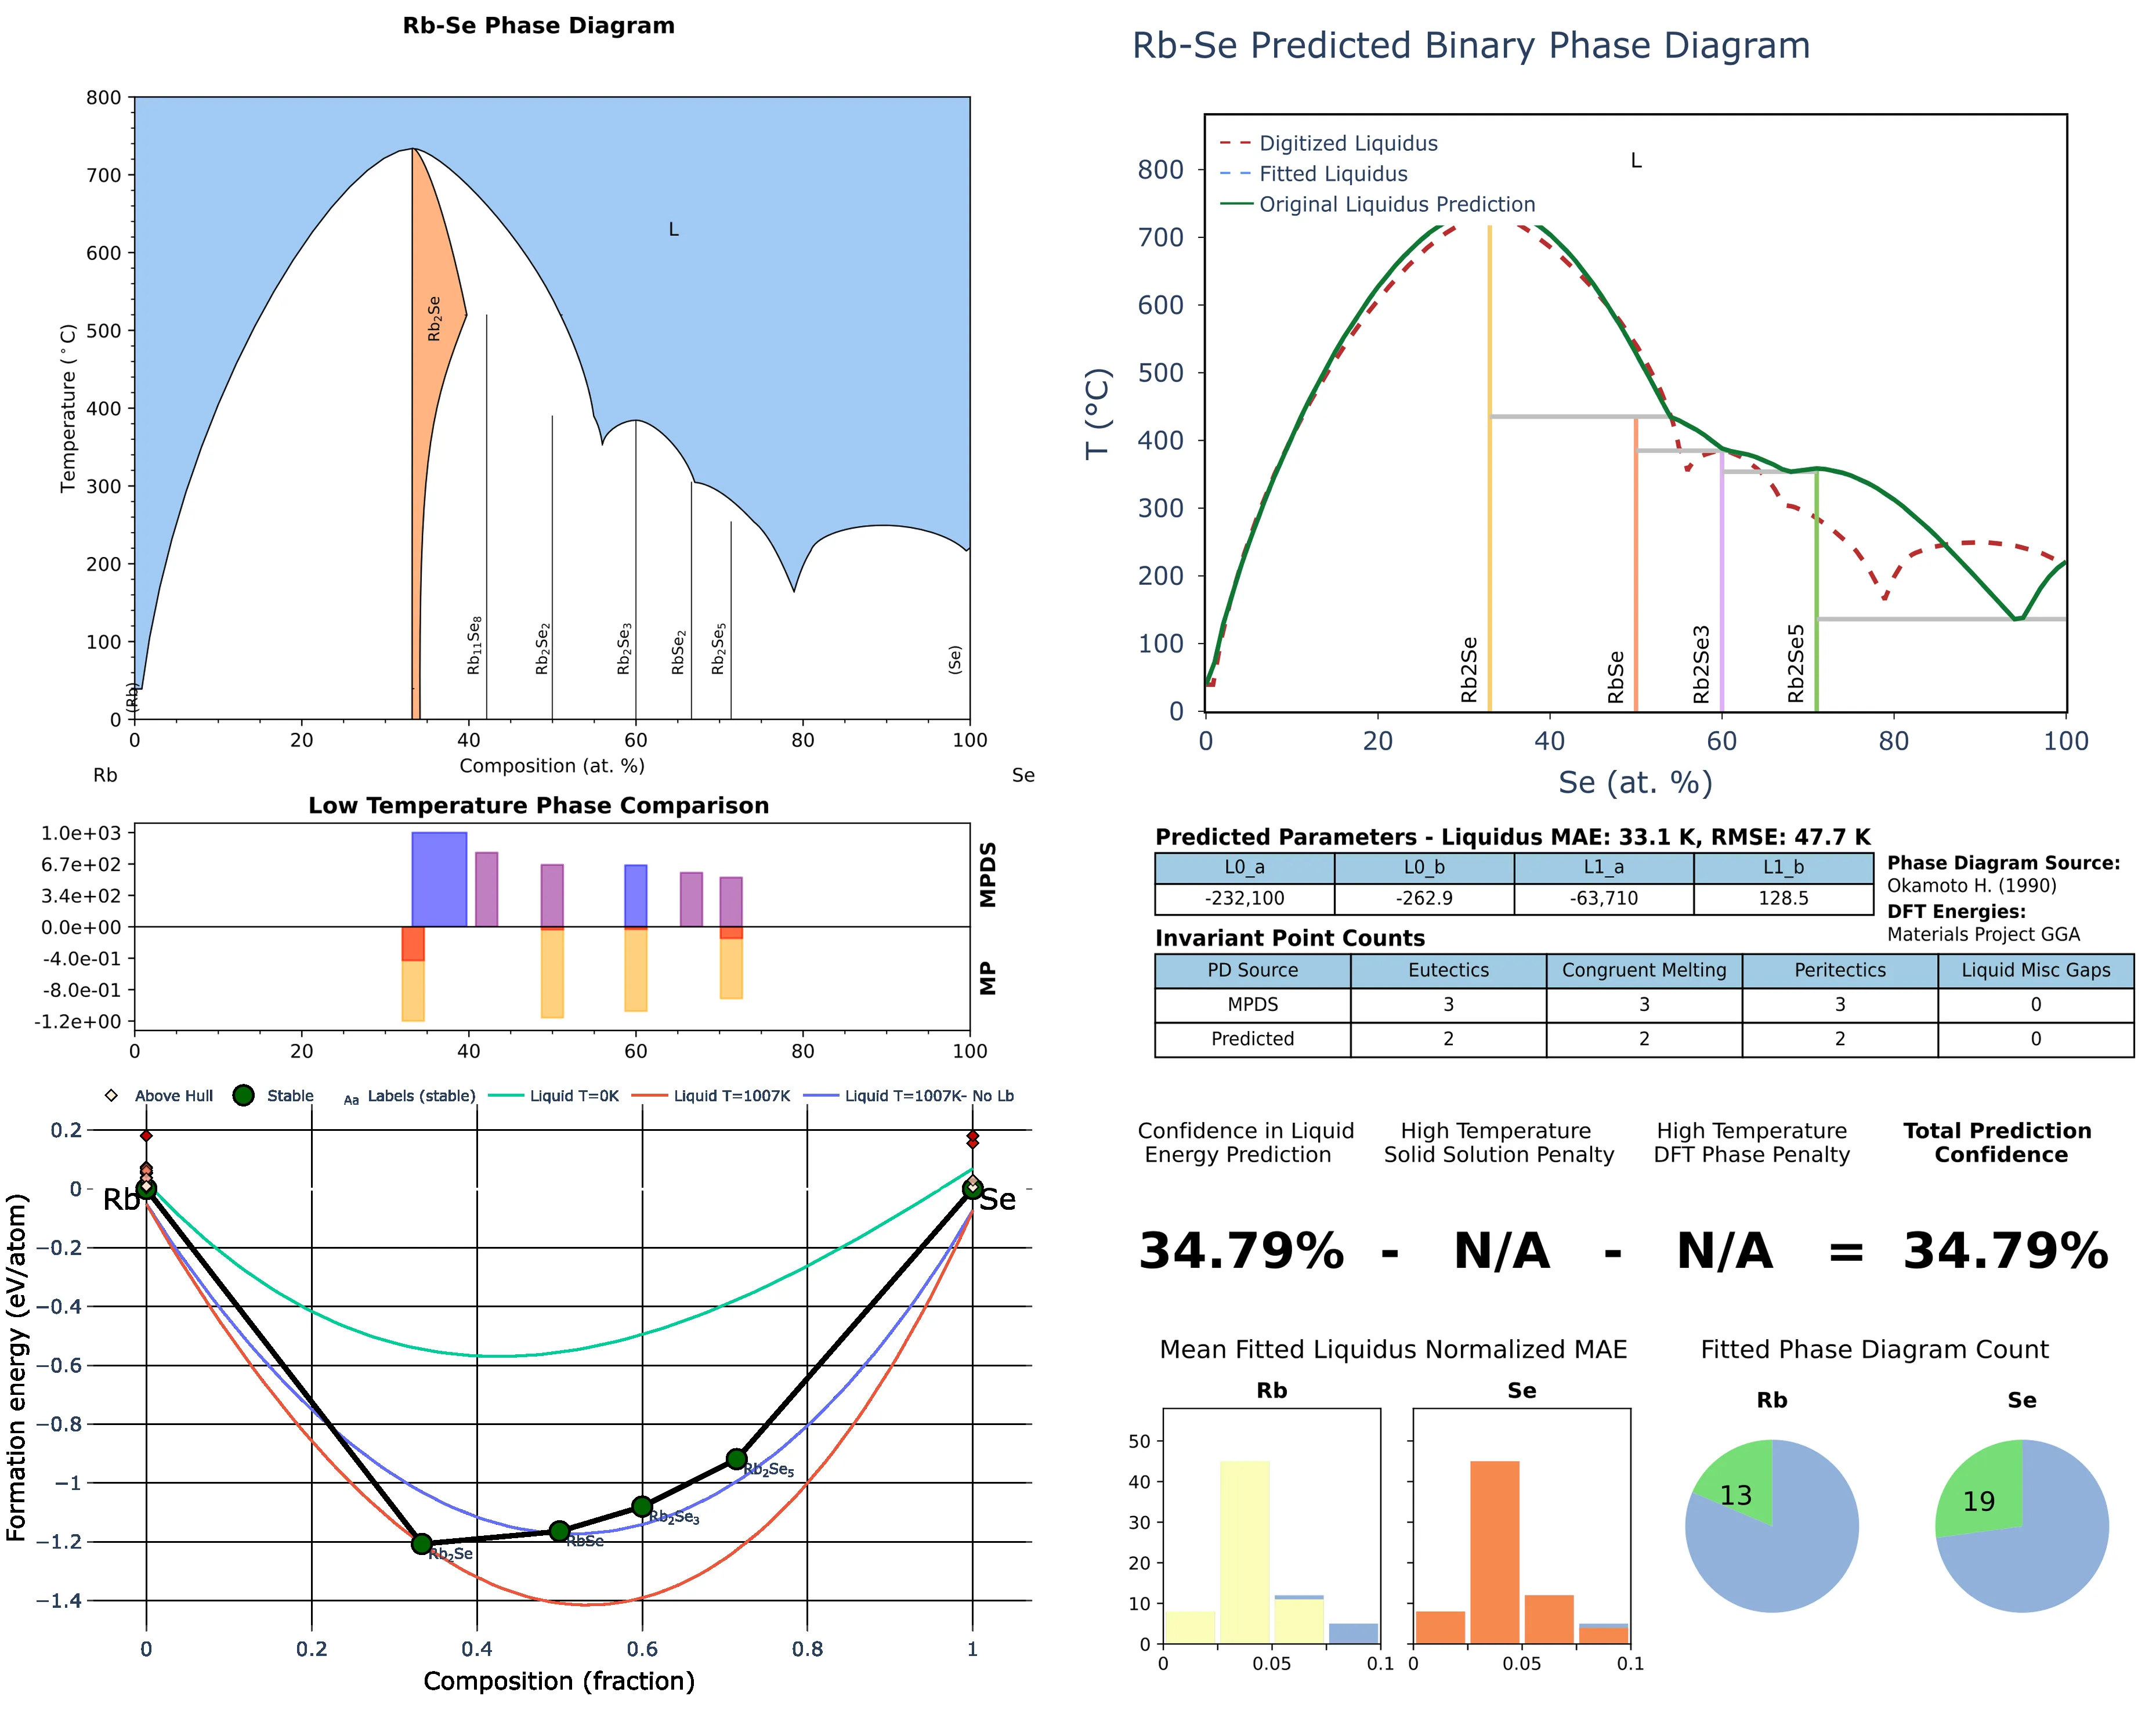 Rb-Se Phase Diagram
800
700
600
500
400
300
200
100
0
Temperature (°C)
L
Rb₂Se
Rb₁₁Se₈
Rb₂Se₂
Rb₂Se₃
RbSe₂
Rb₂Se₅
(Rb)
(Se)
0 20 40 60 80 100
Composition (at. %)
Rb Se
Rb-Se Predicted Binary Phase Diagram
Digitized Liquidus
Fitted Liquidus
Original Liquidus Prediction
L
800
700
600
500
400
300
200
100
0
T (°C)
Rb2Se
RbSe
Rb2Se3
Rb2Se5
0 20 40 60 80 100
Se (at. %)
Low Temperature Phase Comparison
1.0e+03
6.7e+02
3.4e+02
0.0e+00
-4.0e-01
-8.0e-01
-1.2e+00
MPDS
MP
0 20 40 60 80 100
Predicted Parameters - Liquidus MAE: 33.1 K, RMSE: 47.7 K
L0_a L0_b L1_a L1_b
-232,100 -262.9 -63,710 128.5
Phase Diagram Source:
Okamoto H. (1990)
DFT Energies:
Materials Project GGA
Invariant Point Counts
PD Source Eutectics Congruent Melting Peritectics Liquid Misc Gaps
MPDS 3 3 3 0
Predicted 2 2 2 0
Above Hull Stable Aa Labels (stable) Liquid T=0K Liquid T=1007K Liquid T=1007K- No Lb
0.2
0
−0.2
−0.4
−0.6
−0.8
−1
−1.2
−1.4
Formation energy (eV/atom)
Rb
Se
Rb₂Se
RbSe
Rb₂Se₃
Rb₂Se₅
0 0.2 0.4 0.6 0.8 1
Composition (fraction)
Confidence in Liquid
Energy Prediction
High Temperature
Solid Solution Penalty
High Temperature
DFT Phase Penalty
Total Prediction
Confidence
34.79% - N/A - N/A = 34.79%
Mean Fitted Liquidus Normalized MAE
Rb
Se
50
40
30
20
10
0
0 0.05 0.1
0 0.05 0.1
Fitted Phase Diagram Count
Rb
Se
13
19